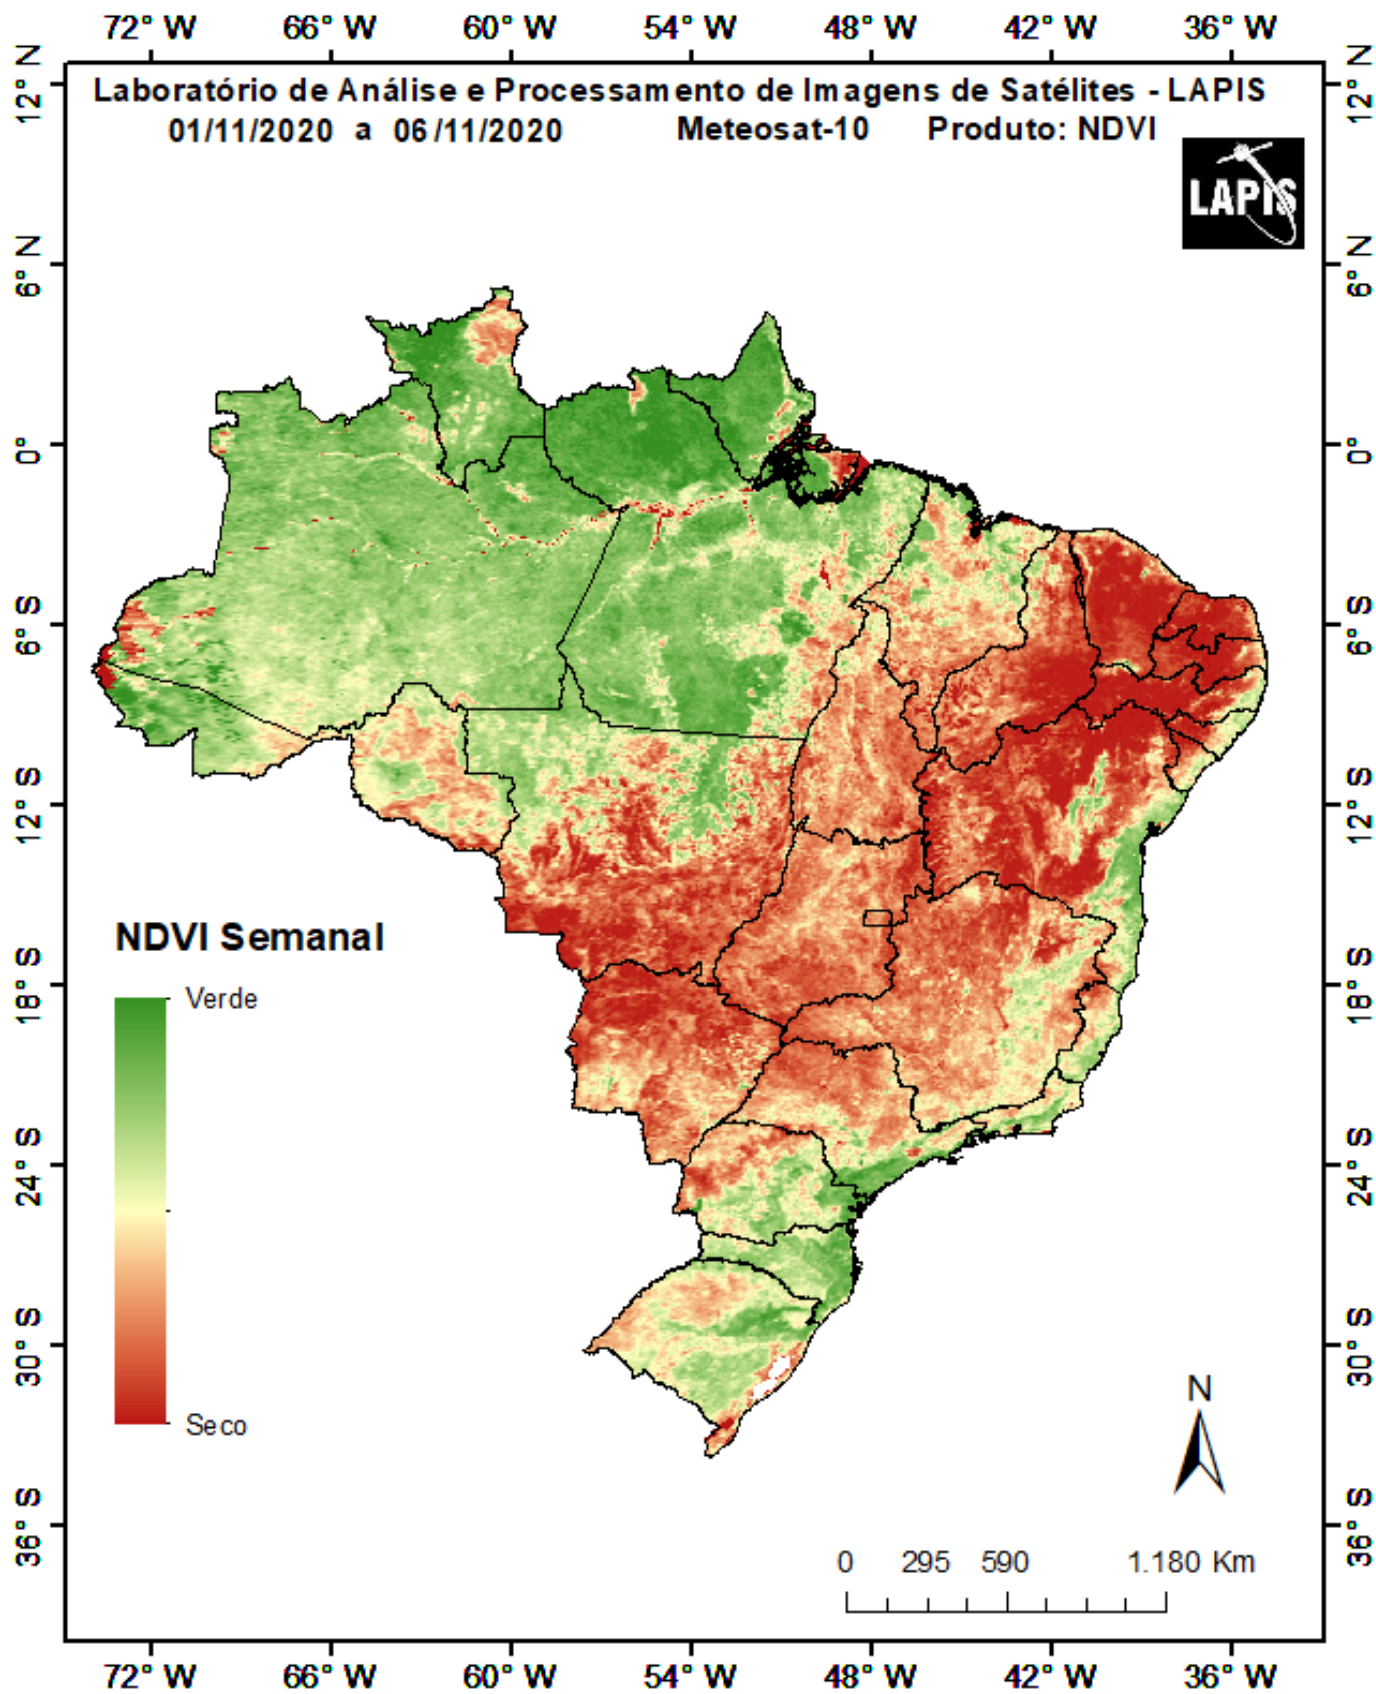 72° W 66° W 60° W 54° W 48° W 42° W 36° W
Laboratório de Análise e Processamento de Imagens de Satélites - LAPIS
01/11/2020 a 06/11/2020 Meteosat-10 Produto: NDVI
LAPIS
12° N
6° N
0°
6° S
12° S
18° S
24° S
30° S
36° S
12° N
6° N
0°
6° S
12° S
18° S
24° S
30° S
36° S
NDVI Semanal
Verde
Seco
N
0 295 590 1.180 Km
72° W 66° W 60° W 54° W 48° W 42° W 36° W